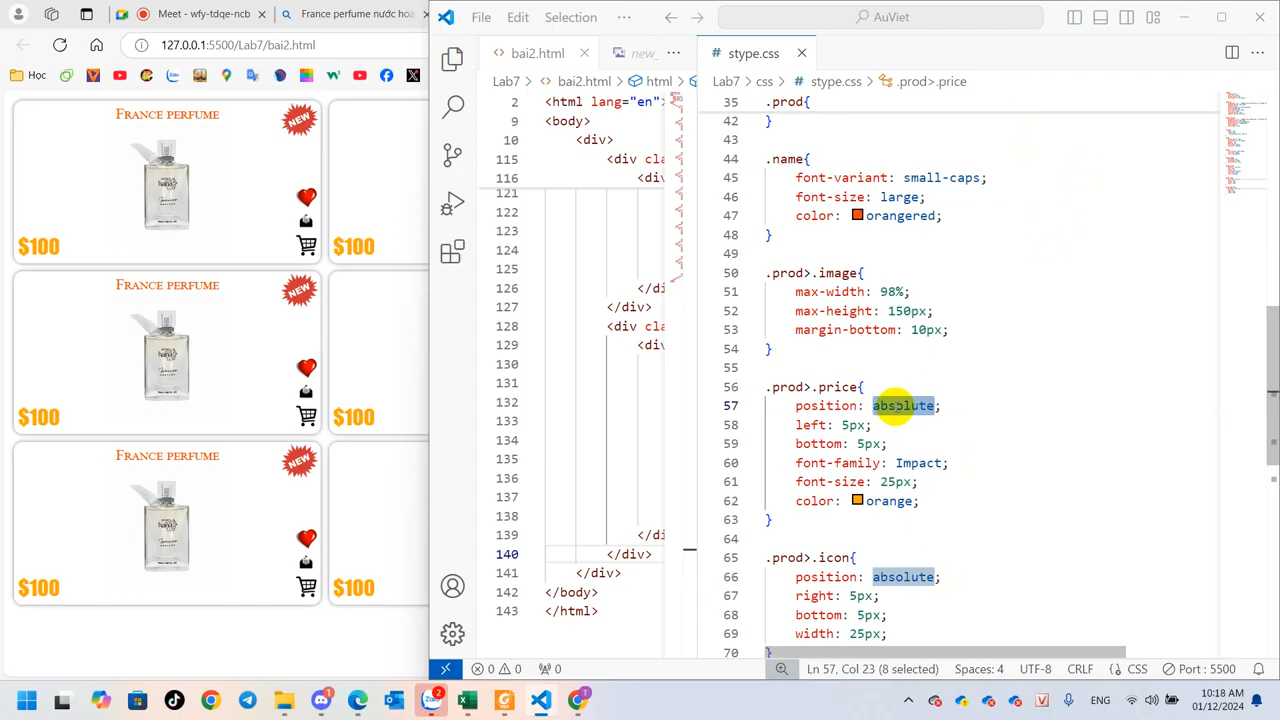 Meet - wfy-tdqe-ncb
France perfume nước hoa
127.0.0.1:5500/Lab7/bai2.html
Học
FRANCE PERFUME
NEW
$100
$100
FRANCE PERFUME
NEW
$100
$100
FRANCE PERFUME
NEW
$100
$100
File Edit Selection ... AuViet
bai2.html
new_
stype.css
Lab7 > bai2.html > html >
Lab7 > css > stype.css > .prod>.price
2 <html lang="en">
9 <body>
10 <div>
115 <div cla
116 <div
121
122
123
124
125
126 </di
127 </div>
128 <div cla
129 <div
130
131
132
133
134
135
136
137
138
139 </di
140 </div>
141 </div>
142 </body>
143 </html>
35 .prod{
42 }
43
44 .name{
45 font-variant: small-caps;
46 font-size: large;
47 color: orangered;
48 }
49
50 .prod>.image{
51 max-width: 98%;
52 max-height: 150px;
53 margin-bottom: 10px;
54 }
55
56 .prod>.price{
57 position: absolute;
58 left: 5px;
59 bottom: 5px;
60 font-family: Impact;
61 font-size: 25px;
62 color: orange;
63 }
64
65 .prod>.icon{
66 position: absolute;
67 right: 5px;
68 bottom: 5px;
69 width: 25px;
70 }
0 0 0 Ln 57, Col 23 (8 selected) Spaces: 4 UTF-8 CRLF {} CSS Port : 5500
Zalo 2 T ENG 10:18 AM
01/12/2024